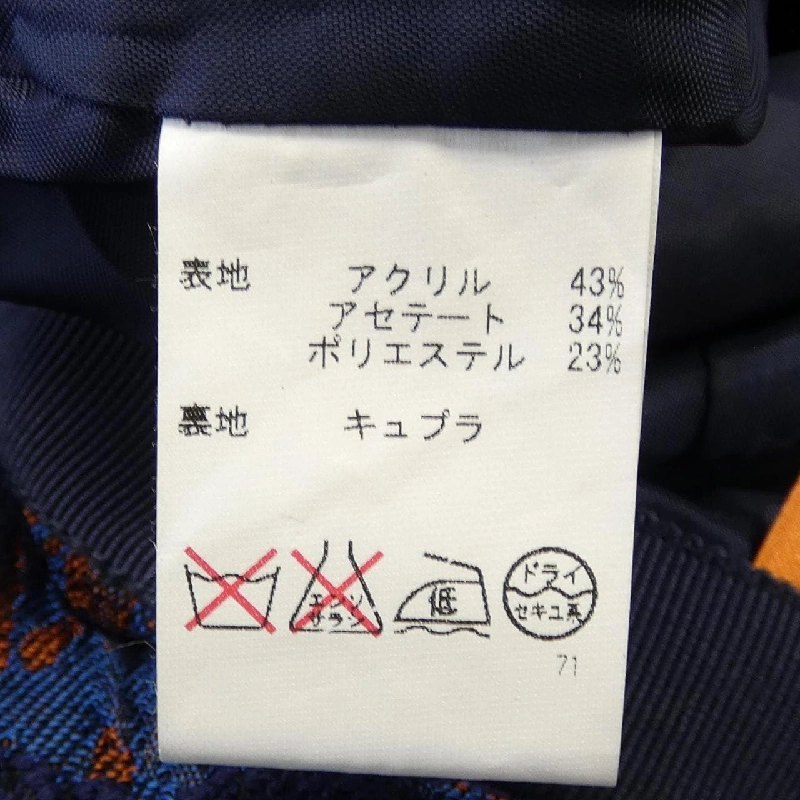 表地 アクリル 43%
アセテート 34%
ポリエステル 23%
裏地 キュプラ
エンソ
サラシ
低
ドライ
セキユ系
71